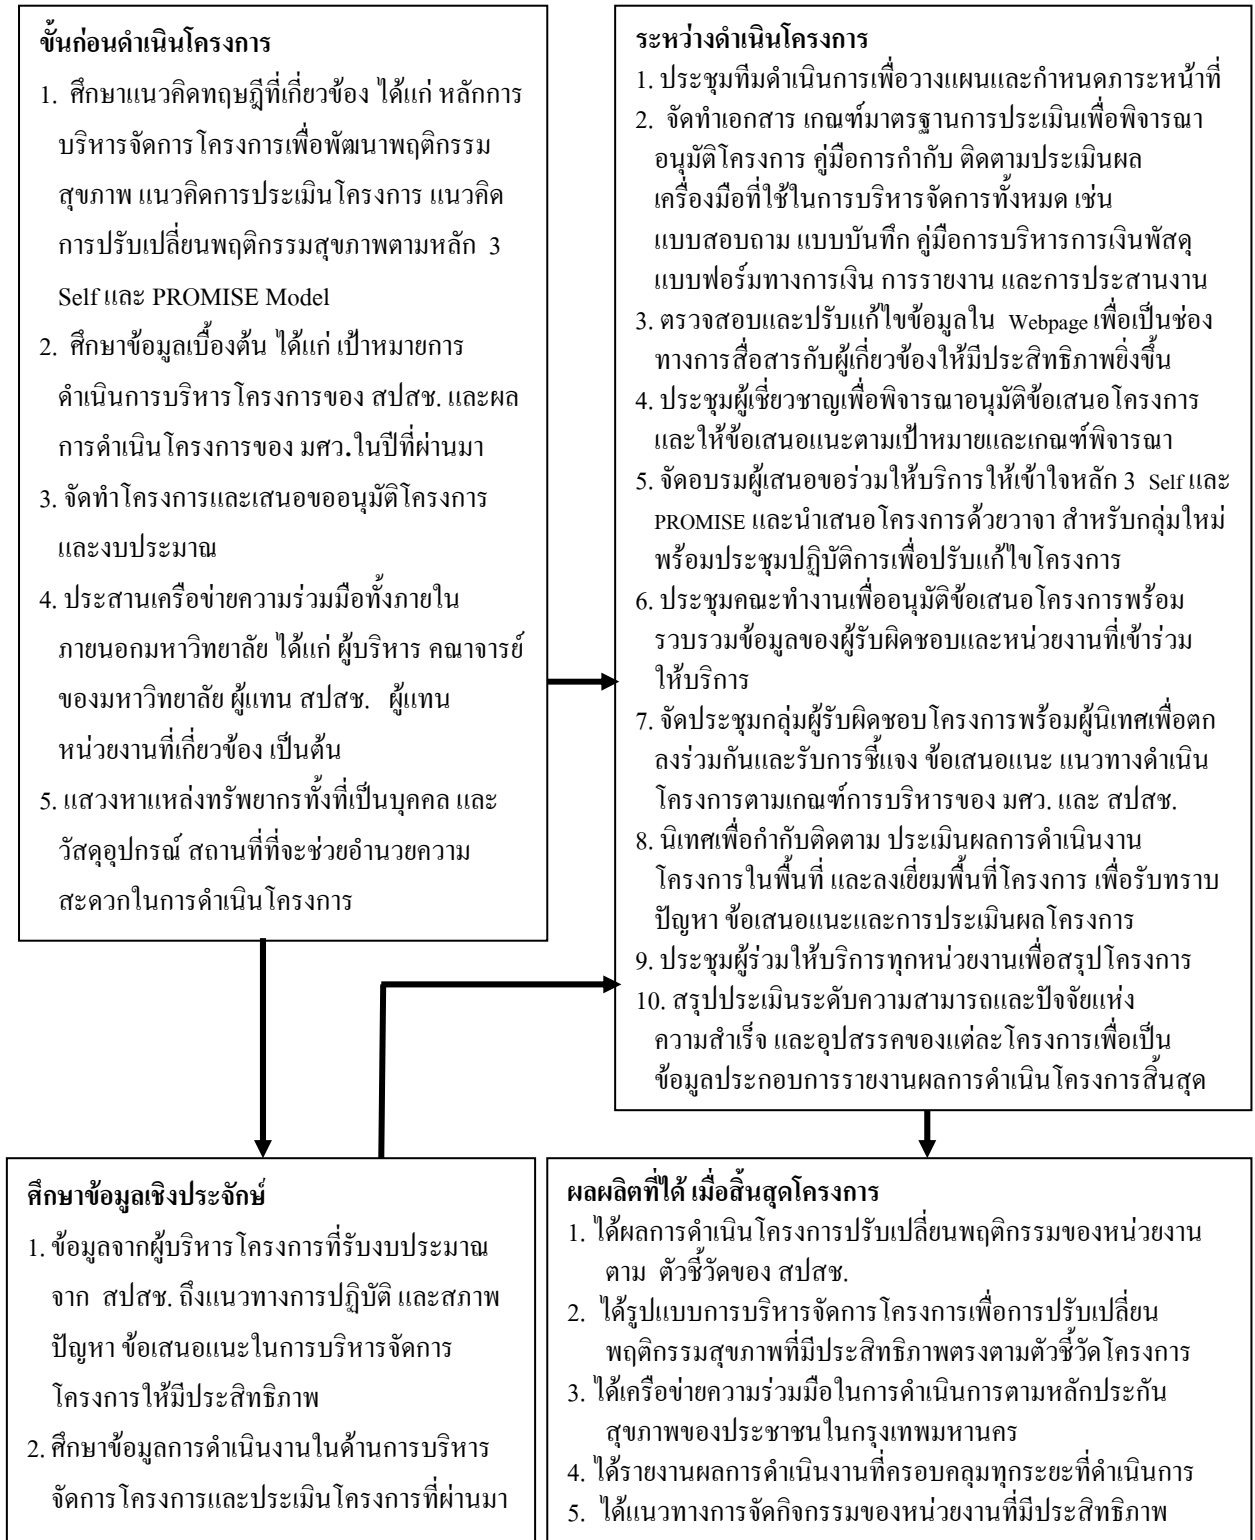 ขั้นก่อนดำเนินโครงการ
1. ศึกษาแนวคิดทฤษฎีที่เกี่ยวข้อง ได้แก่ หลักการ
บริหารจัดการโครงการเพื่อพัฒนาพฤติกรรม
สุขภาพ แนวคิดการประเมินโครงการ แนวคิด
การปรับเปลี่ยนพฤติกรรมสุขภาพตามหลัก 3
Self และ PROMISE Model
2. ศึกษาข้อมูลเบื้องต้น ได้แก่ เป้าหมายการ
ดำเนินการบริหารโครงการของ สปสช. และผล
การดำเนินโครงการของ มศว.ในปีที่ผ่านมา
3. จัดทำโครงการและเสนอขออนุมัติโครงการ
และงบประมาณ
4. ประสานเครือข่ายความร่วมมือทั้งภายใน
ภายนอกมหาวิทยาลัย ได้แก่ ผู้บริหาร คณาจารย์
ของมหาวิทยาลัย ผู้แทน สปสช. ผู้แทน
หน่วยงานที่เกี่ยวข้อง เป็นต้น
5. แสวงหาแหล่งทรัพยากรทั้งที่เป็นบุคคล และ
วัสดุอุปกรณ์ สถานที่ที่จะช่วยอำนวยความ
สะดวกในการดำเนินโครงการ
ระหว่างดำเนินโครงการ
1. ประชุมทีมดำเนินการเพื่อวางแผนและกำหนดภาระหน้าที่
2. จัดทำเอกสาร เกณฑ์มาตรฐานการประเมินเพื่อพิจารณา
อนุมัติโครงการ คู่มือการกำกับ ติดตามประเมินผล
เครื่องมือที่ใช้ในการบริหารจัดการทั้งหมด เช่น
แบบสอบถาม แบบบันทึก คู่มือการบริหารการเงินพัสดุ
แบบฟอร์มทางการเงิน การรายงาน และการประสานงาน
3. ตรวจสอบและปรับแก้ไขข้อมูลใน Webpage เพื่อเป็นช่อง
ทางการสื่อสารกับผู้เกี่ยวข้องให้มีประสิทธิภาพยิ่งขึ้น
4. ประชุมผู้เชี่ยวชาญเพื่อพิจารณาอนุมัติข้อเสนอโครงการ
และให้ข้อเสนอแนะตามเป้าหมายและเกณฑ์พิจารณา
5. จัดอบรมผู้เสนอขอร่วมให้บริการให้เข้าใจหลัก 3 Self และ
PROMISE และนำเสนอโครงการด้วยวาจา สำหรับกลุ่มใหม่
พร้อมประชุมปฏิบัติการเพื่อปรับแก้ไขโครงการ
6. ประชุมคณะทำงานเพื่ออนุมัติข้อเสนอโครงการพร้อม
รวบรวมข้อมูลของผู้รับผิดชอบและหน่วยงานที่เข้าร่วม
ให้บริการ
7. จัดประชุมกลุ่มผู้รับผิดชอบโครงการพร้อมผู้นิเทศเพื่อตก
ลงร่วมกันและรับการชี้แจง ข้อเสนอแนะ แนวทางดำเนิน
โครงการตามเกณฑ์การบริหารของ มศว. และ สปสช.
8. นิเทศเพื่อกำกับติดตาม ประเมินผลการดำเนินงาน
โครงการในพื้นที่ และลงเยี่ยมพื้นที่โครงการ เพื่อรับทราบ
ปัญหา ข้อเสนอแนะและการประเมินผลโครงการ
9. ประชุมผู้ร่วมให้บริการทุกหน่วยงานเพื่อสรุปโครงการ
10. สรุปประเมินระดับความสามารถและปัจจัยแห่ง
ความสำเร็จ และอุปสรรคของแต่ละโครงการเพื่อเป็น
ข้อมูลประกอบการรายงานผลการดำเนินโครงการสิ้นสุด
ศึกษาข้อมูลเชิงประจักษ์
1. ข้อมูลจากผู้บริหารโครงการที่รับงบประมาณ
จาก สปสช. ถึงแนวทางการปฏิบัติ และสภาพ
ปัญหา ข้อเสนอแนะในการบริหารจัดการ
โครงการให้มีประสิทธิภาพ
2. ศึกษาข้อมูลการดำเนินงานในด้านการบริหาร
จัดการโครงการและประเมินโครงการที่ผ่านมา
ผลผลิตที่ได้ เมื่อสิ้นสุดโครงการ
1. ได้ผลการดำเนินโครงการปรับเปลี่ยนพฤติกรรมของหน่วยงาน
ตาม ตัวชี้วัดของ สปสช.
2. ได้รูปแบบการบริหารจัดการโครงการเพื่อการปรับเปลี่ยน
พฤติกรรมสุขภาพที่มีประสิทธิภาพตรงตามตัวชี้วัดโครงการ
3. ได้เครือข่ายความร่วมมือในการดำเนินการตามหลักประกัน
สุขภาพของประชาชนในกรุงเทพมหานคร
4. ได้รายงานผลการดำเนินงานที่ครอบคลุมทุกระยะที่ดำเนินการ
5. ได้แนวทางการจัดกิจกรรมของหน่วยงานที่มีประสิทธิภาพ